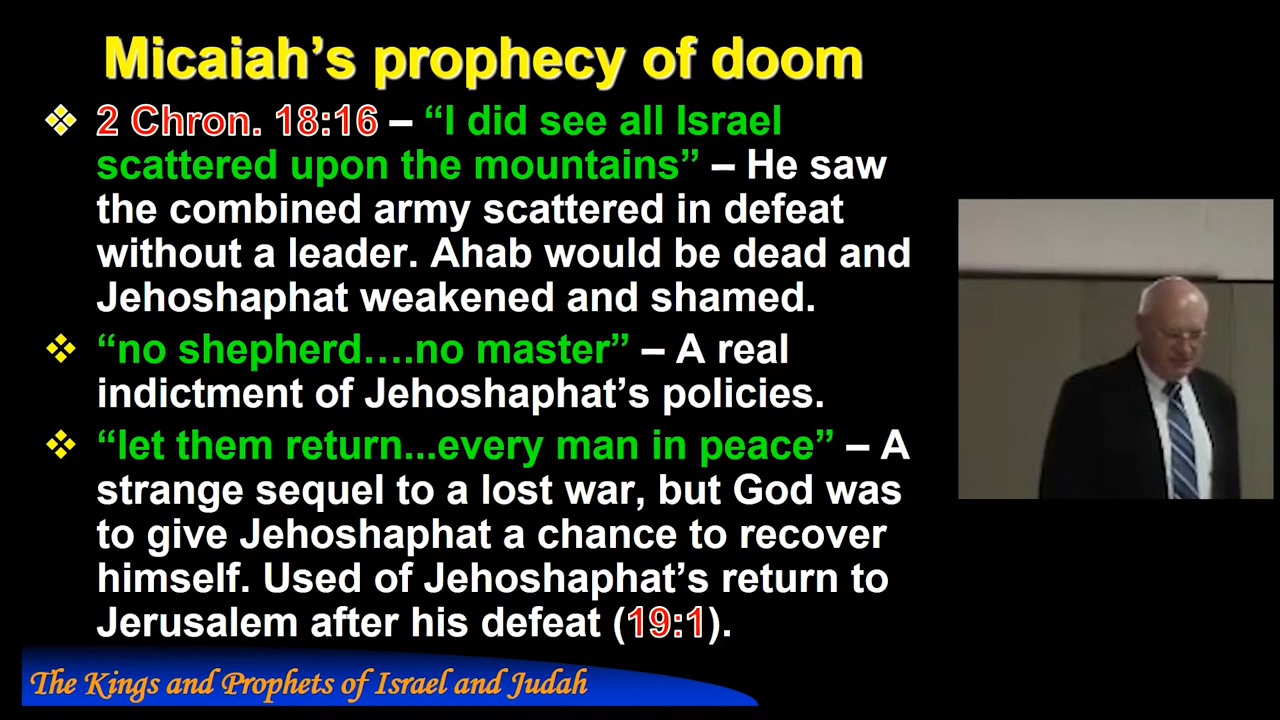 Micaiah’s prophecy of doom
2 Chron. 18:16 – “I did see all Israel
scattered upon the mountains” – He saw
the combined army scattered in defeat
without a leader. Ahab would be dead and
Jehoshaphat weakened and shamed.
“no shepherd….no master” – A real
indictment of Jehoshaphat’s policies.
“let them return...every man in peace” – A
strange sequel to a lost war, but God was
to give Jehoshaphat a chance to recover
himself. Used of Jehoshaphat’s return to
Jerusalem after his defeat (19:1).
The Kings and Prophets of Israel and Judah